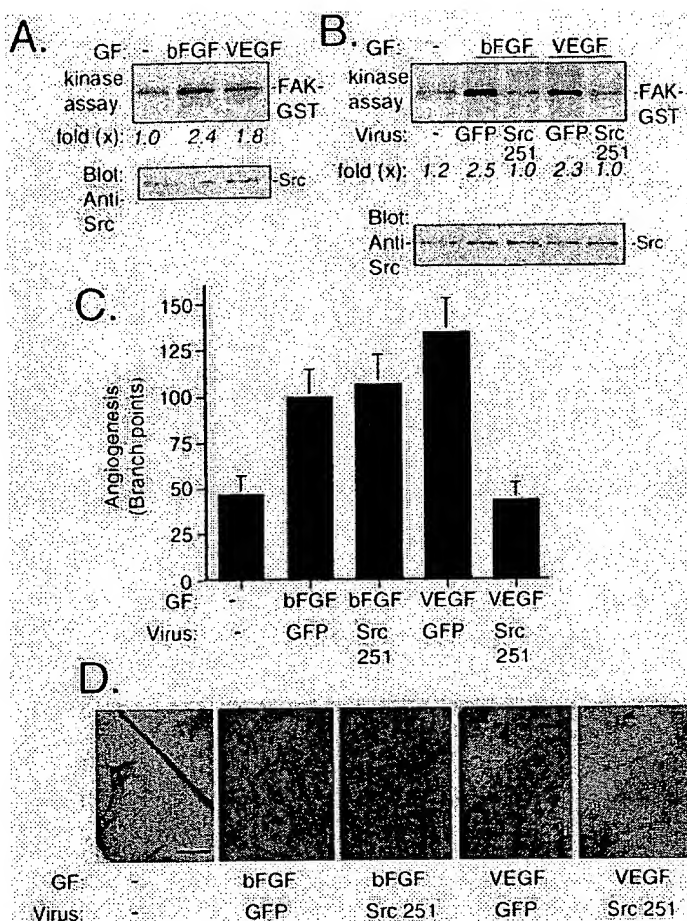 A.
GF: - bFGF VEGF
kinase assay
-FAK-GST
fold (x): 1.0 2.4 1.8
Blot: Anti-Src
-Src
B.
GF: - bFGF VEGF
kinase assay
-FAK-GST
Virus: - GFP Src 251 GFP Src 251
fold (x): 1.2 2.5 1.0 2.3 1.0
Blot: Anti-Src
-Src
C.
Angiogenesis
(Branch points)
150
125
100
75
50
25
0
GF: - bFGF bFGF VEGF VEGF
Virus: - GFP Src 251 GFP Src 251
D.
GF: - bFGF bFGF VEGF VEGF
Virus: - GFP Src 251 GFP Src 251